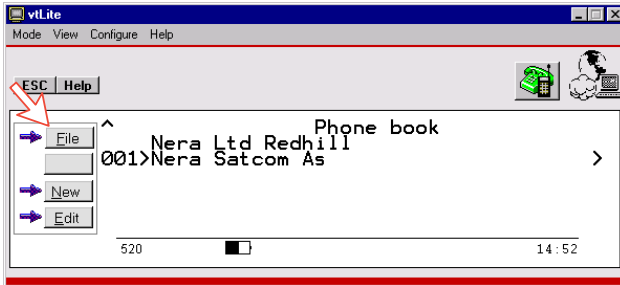 vtLite
Mode View Configure Help
ESC Help
^ Phone book
File Nera Ltd Redhill
001>Nera Satcom As >
New
Edit
520 14:52